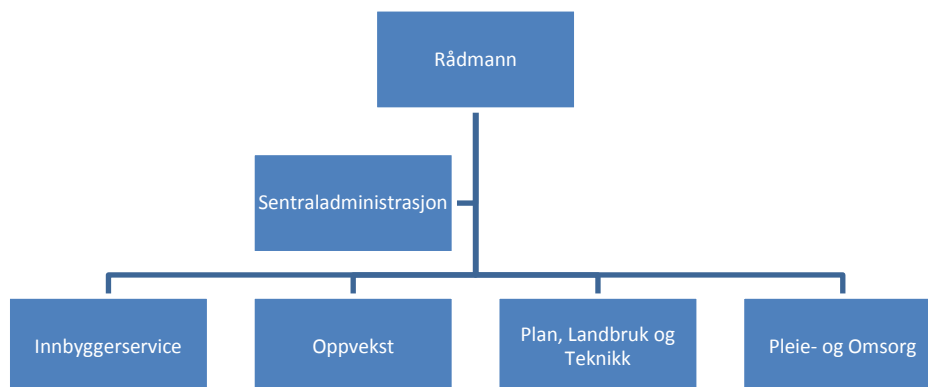 Rådmann
Sentraladministrasjon
Innbyggerservice
Oppvekst
Plan, Landbruk og
Teknikk
Pleie- og Omsorg